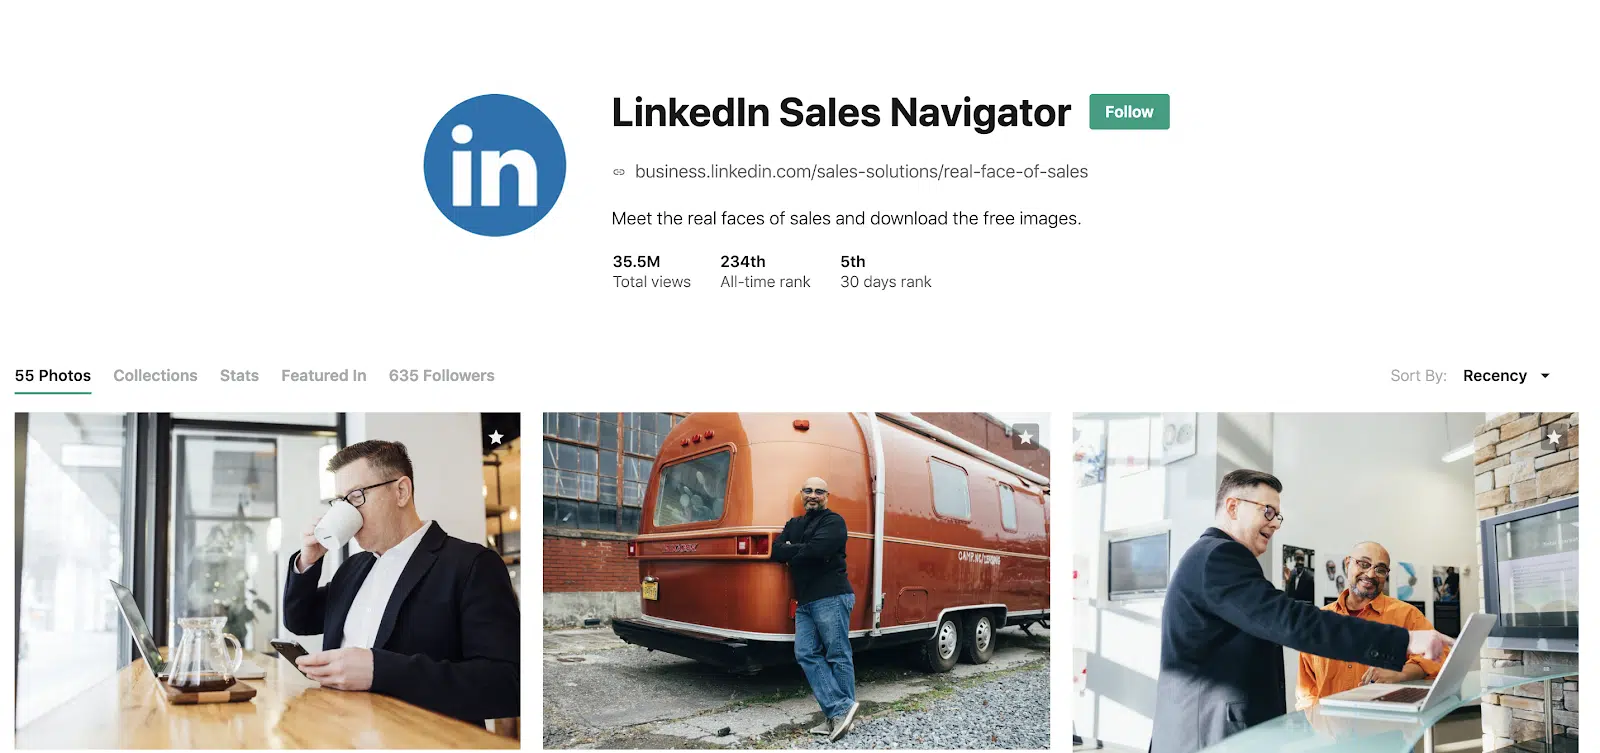 in
LinkedIn Sales Navigator
Follow
business.linkedin.com/sales-solutions/real-face-of-sales
Meet the real faces of sales and download the free images.
35.5M 234th 5th
Total views All-time rank 30 days rank
55 Photos Collections Stats Featured In 635 Followers
Sort By: Recency